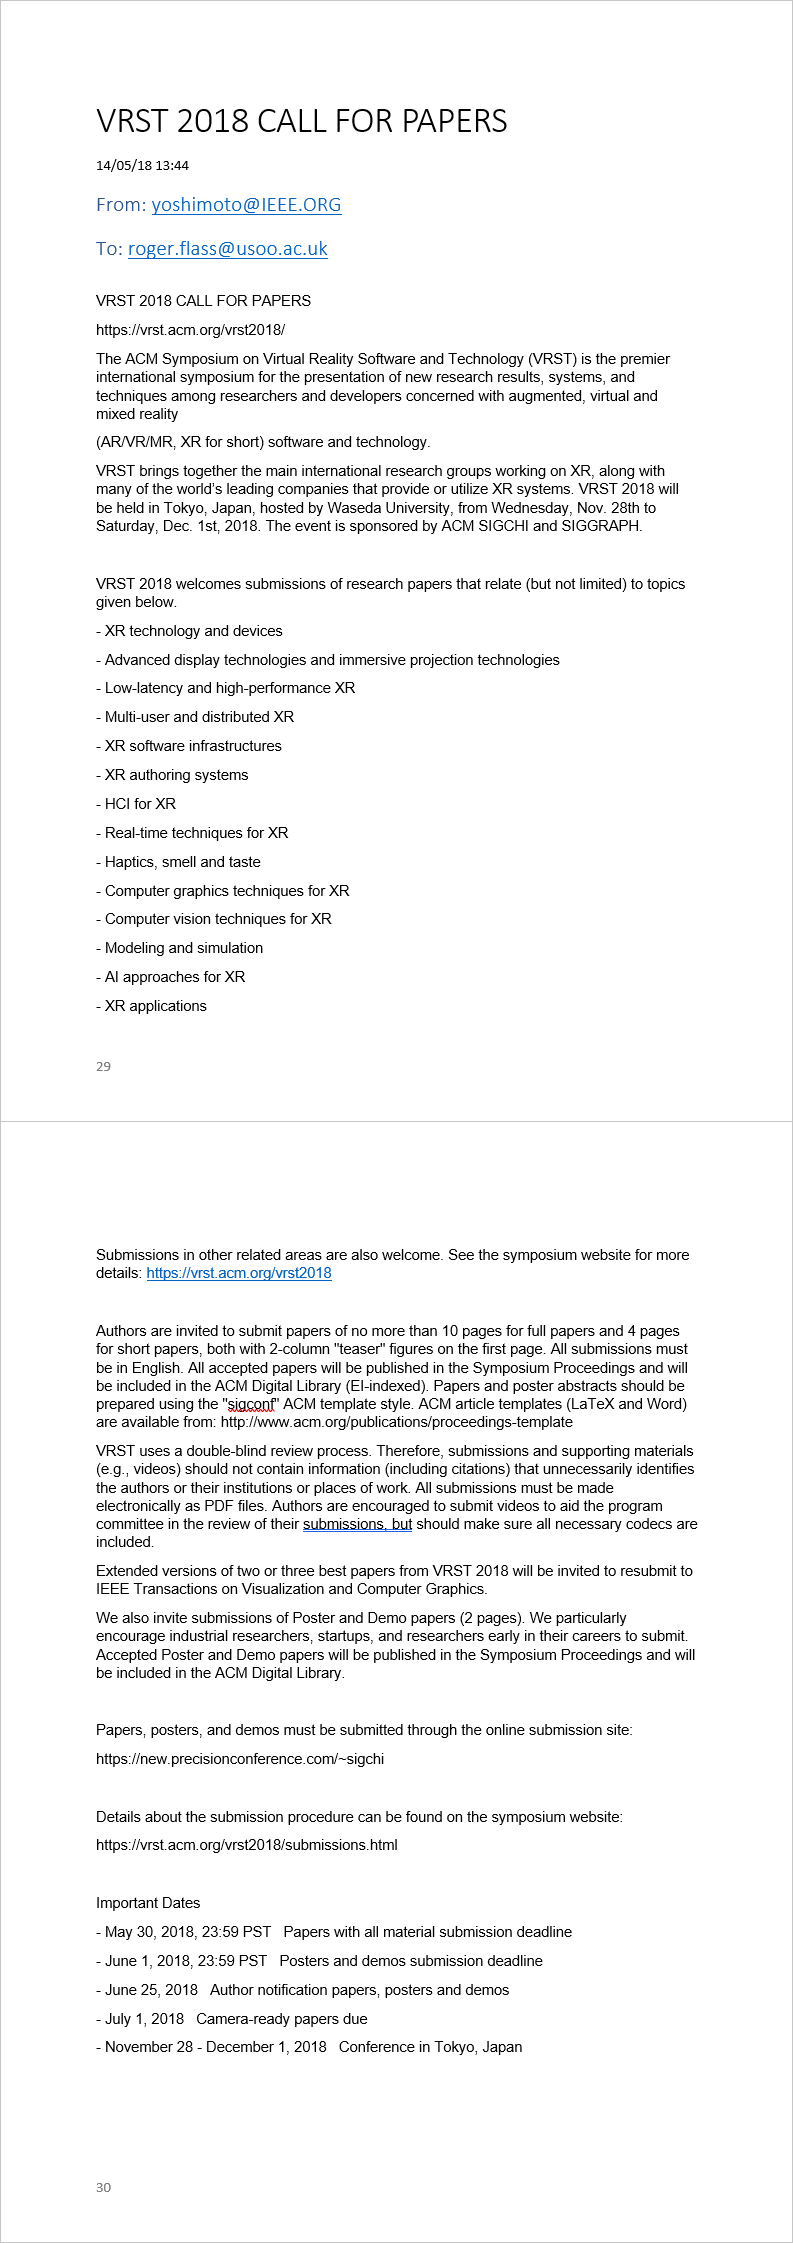 VRST 2018 CALL FOR PAPERS
14/05/18 13:44
From: yoshimoto@IEEE.ORG
To: roger.flass@usoo.ac.uk
VRST 2018 CALL FOR PAPERS
https://vrst.acm.org/vrst2018/
The ACM Symposium on Virtual Reality Software and Technology (VRST) is the premier
international symposium for the presentation of new research results, systems, and
techniques among researchers and developers concerned with augmented, virtual and
mixed reality
(AR/VR/MR, XR for short) software and technology.
VRST brings together the main international research groups working on XR, along with
many of the world's leading companies that provide or utilize XR systems. VRST 2018 will
be held in Tokyo, Japan, hosted by Waseda University, from Wednesday, Nov. 28th to
Saturday, Dec. 1st, 2018. The event is sponsored by ACM SIGCHI and SIGGRAPH.
VRST 2018 welcomes submissions of research papers that relate (but not limited) to topics
given below.
- XR technology and devices
- Advanced display technologies and immersive projection technologies
- Low-latency and high-performance XR
- Multi-user and distributed XR
- XR software infrastructures
- XR authoring systems
- HCI for XR
- Real-time techniques for XR
- Haptics, smell and taste
- Computer graphics techniques for XR
- Computer vision techniques for XR
- Modeling and simulation
- AI approaches for XR
- XR applications
29
Submissions in other related areas are also welcome. See the symposium website for more
details: https://vrst.acm.org/vrst2018
Authors are invited to submit papers of no more than 10 pages for full papers and 4 pages
for short papers, both with 2-column "teaser" figures on the first page. All submissions must
be in English. All accepted papers will be published in the Symposium Proceedings and will
be included in the ACM Digital Library (EI-indexed). Papers and poster abstracts should be
prepared using the "sigconf" ACM template style. ACM article templates (LaTeX and Word)
are available from: http://www.acm.org/publications/proceedings-template
VRST uses a double-blind review process. Therefore, submissions and supporting materials
(e.g., videos) should not contain information (including citations) that unnecessarily identifies
the authors or their institutions or places of work. All submissions must be made
electronically as PDF files. Authors are encouraged to submit videos to aid the program
committee in the review of their submissions, but should make sure all necessary codecs are
included.
Extended versions of two or three best papers from VRST 2018 will be invited to resubmit to
IEEE Transactions on Visualization and Computer Graphics.
We also invite submissions of Poster and Demo papers (2 pages). We particularly
encourage industrial researchers, startups, and researchers early in their careers to submit.
Accepted Poster and Demo papers will be published in the Symposium Proceedings and will
be included in the ACM Digital Library.
Papers, posters, and demos must be submitted through the online submission site:
https://new.precisionconference.com/~sigchi
Details about the submission procedure can be found on the symposium website:
https://vrst.acm.org/vrst2018/submissions.html
Important Dates
- May 30, 2018, 23:59 PST   Papers with all material submission deadline
- June 1, 2018, 23:59 PST   Posters and demos submission deadline
- June 25, 2018   Author notification papers, posters and demos
- July 1, 2018   Camera-ready papers due
- November 28 - December 1, 2018   Conference in Tokyo, Japan
30